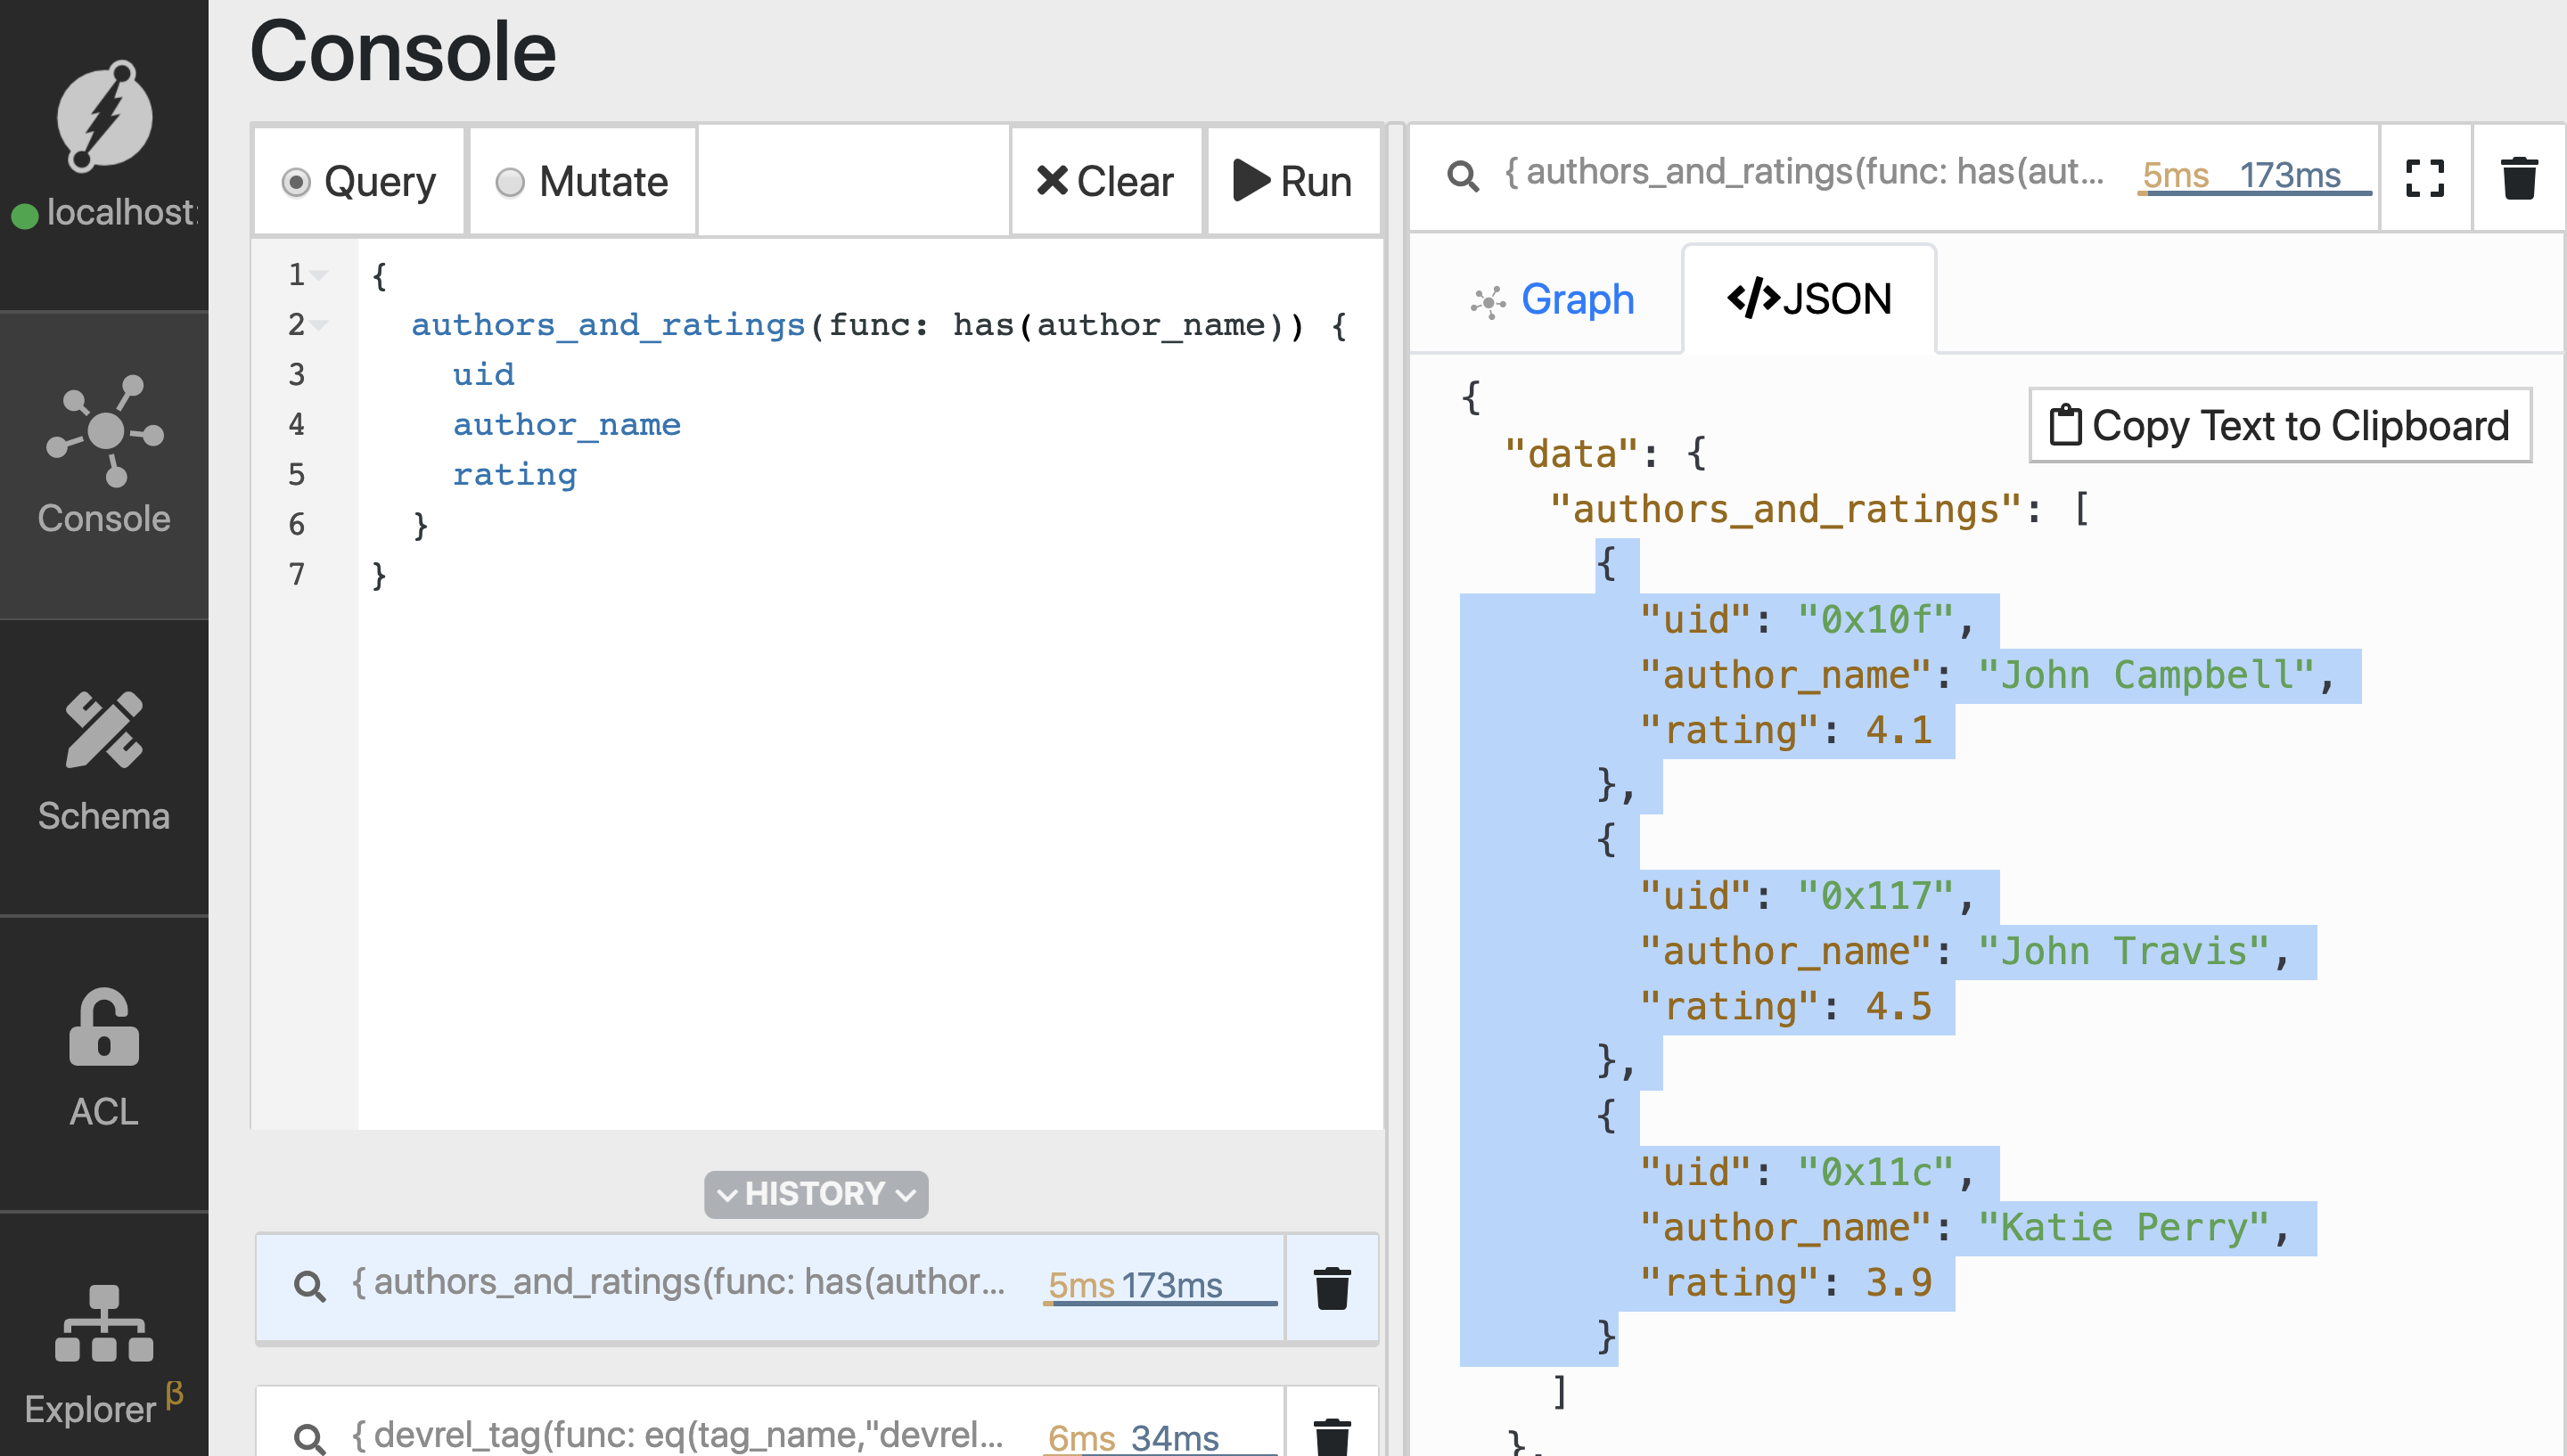 Console
localhost:
Console
Schema
ACL
Explorer β
Query
Mutate
Clear
Run
1 {
2 authors_and_ratings(func: has(author_name)) {
3 uid
4 author_name
5 rating
6 }
7 }
HISTORY
{ authors_and_ratings(func: has(author... 5ms 173ms
{ devrel_tag(func: eq(tag_name,"devrel... 6ms 34ms
{ authors_and_ratings(func: has(aut... 5ms 173ms
Graph
</>JSON
Copy Text to Clipboard
{
"data": {
"authors_and_ratings": [
{
"uid": "0x10f",
"author_name": "John Campbell",
"rating": 4.1
},
{
"uid": "0x117",
"author_name": "John Travis",
"rating": 4.5
},
{
"uid": "0x11c",
"author_name": "Katie Perry",
"rating": 3.9
}
]
},